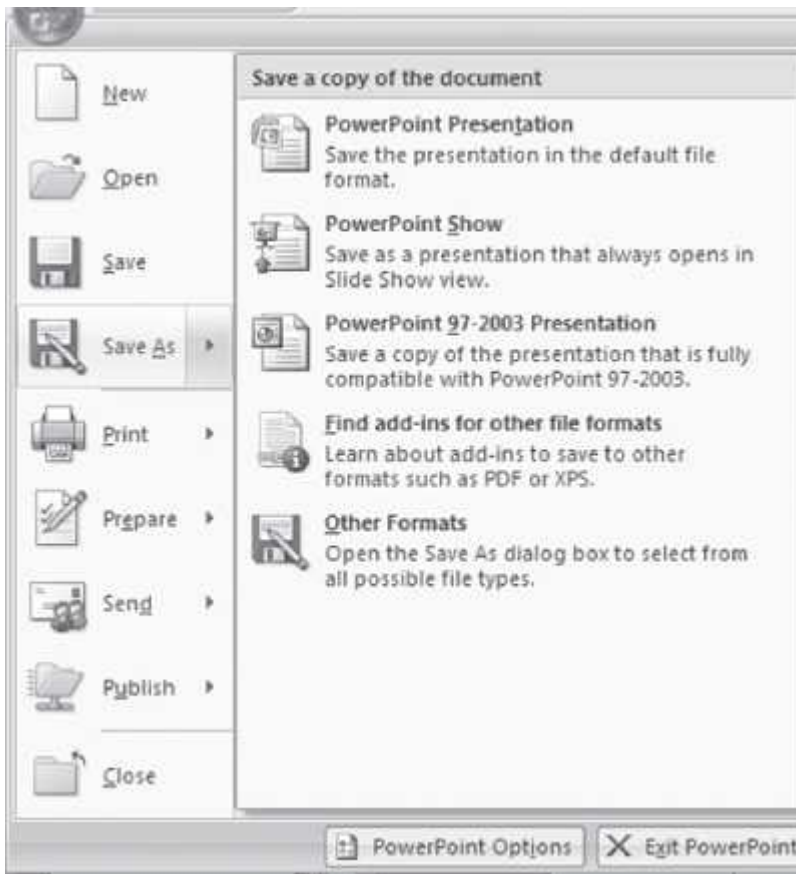 New
Open
Save
Save As
Print
Prepare
Send
Publish
Close
Save a copy of the document
PowerPoint Presentation
Save the presentation in the default file
format.
PowerPoint Show
Save as a presentation that always opens in
Slide Show view.
PowerPoint 97-2003 Presentation
Save a copy of the presentation that is fully
compatible with PowerPoint 97-2003.
Find add-ins for other file formats
Learn about add-ins to save to other
formats such as PDF or XPS.
Other Formats
Open the Save As dialog box to select from
all possible file types.
PowerPoint Options
Exit PowerPoint